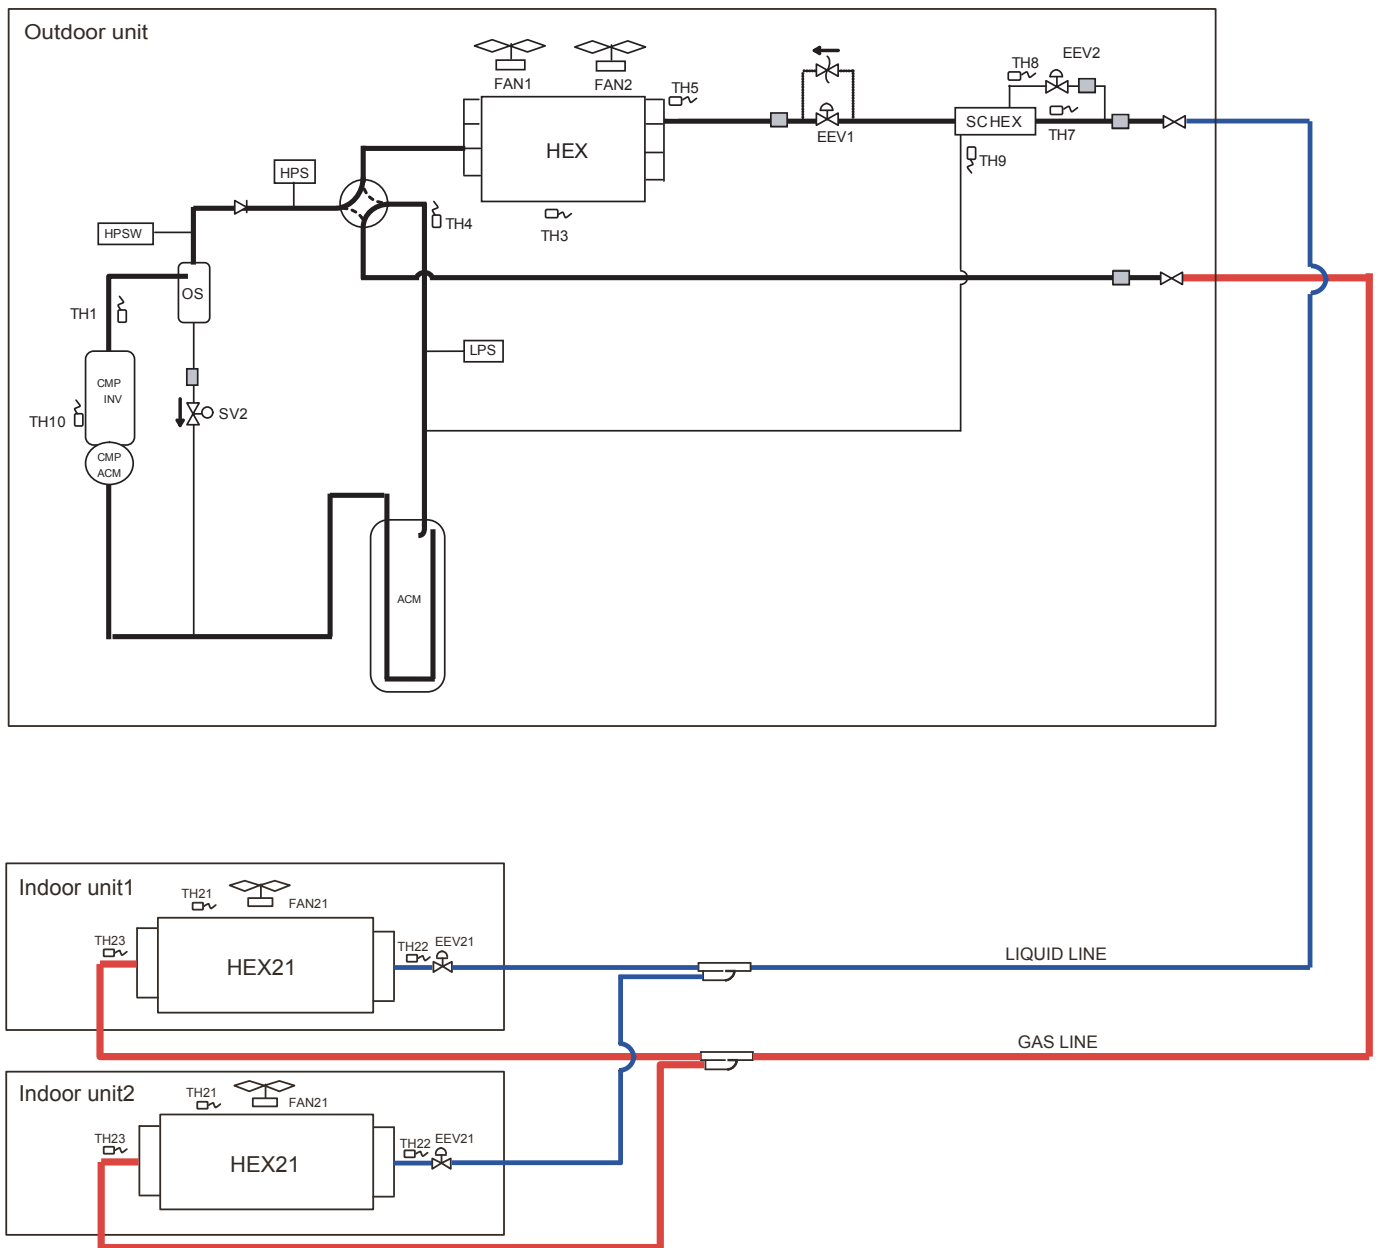 Outdoor unit
FAN1
FAN2
TH5
TH8
EEV2
HEX
EEV1
SCHEX
TH7
TH9
HPS
TH3
TH4
HPSW
OS
TH1
LPS
CMP
INV
TH10
SV2
CMP
ACM
ACM
Indoor unit1
TH21
FAN21
TH23
HEX21
TH22
EEV21
LIQUID LINE
GAS LINE
Indoor unit2
TH21
FAN21
TH23
HEX21
TH22
EEV21